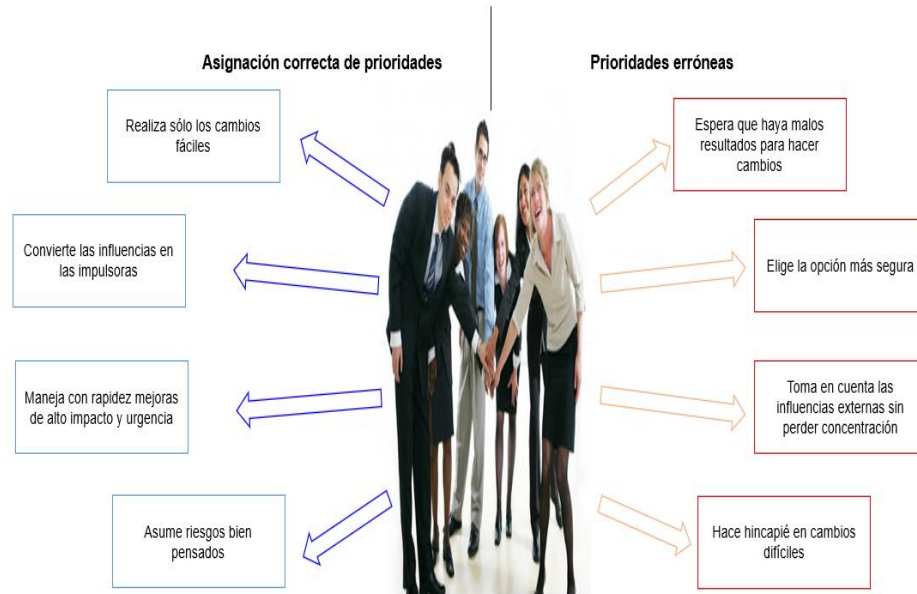 Asignación correcta de prioridades
Prioridades erróneas
Realiza sólo los cambios
fáciles
Convierte las influencias en
las impulsoras
Maneja con rapidez mejoras
de alto impacto y urgencia
Asume riesgos bien
pensados
Espera que haya malos
resultados para hacer
cambios
Elige la opción más segura
Toma en cuenta las
influencias externas sin
perder concentración
Hace hincapié en cambios
difíciles